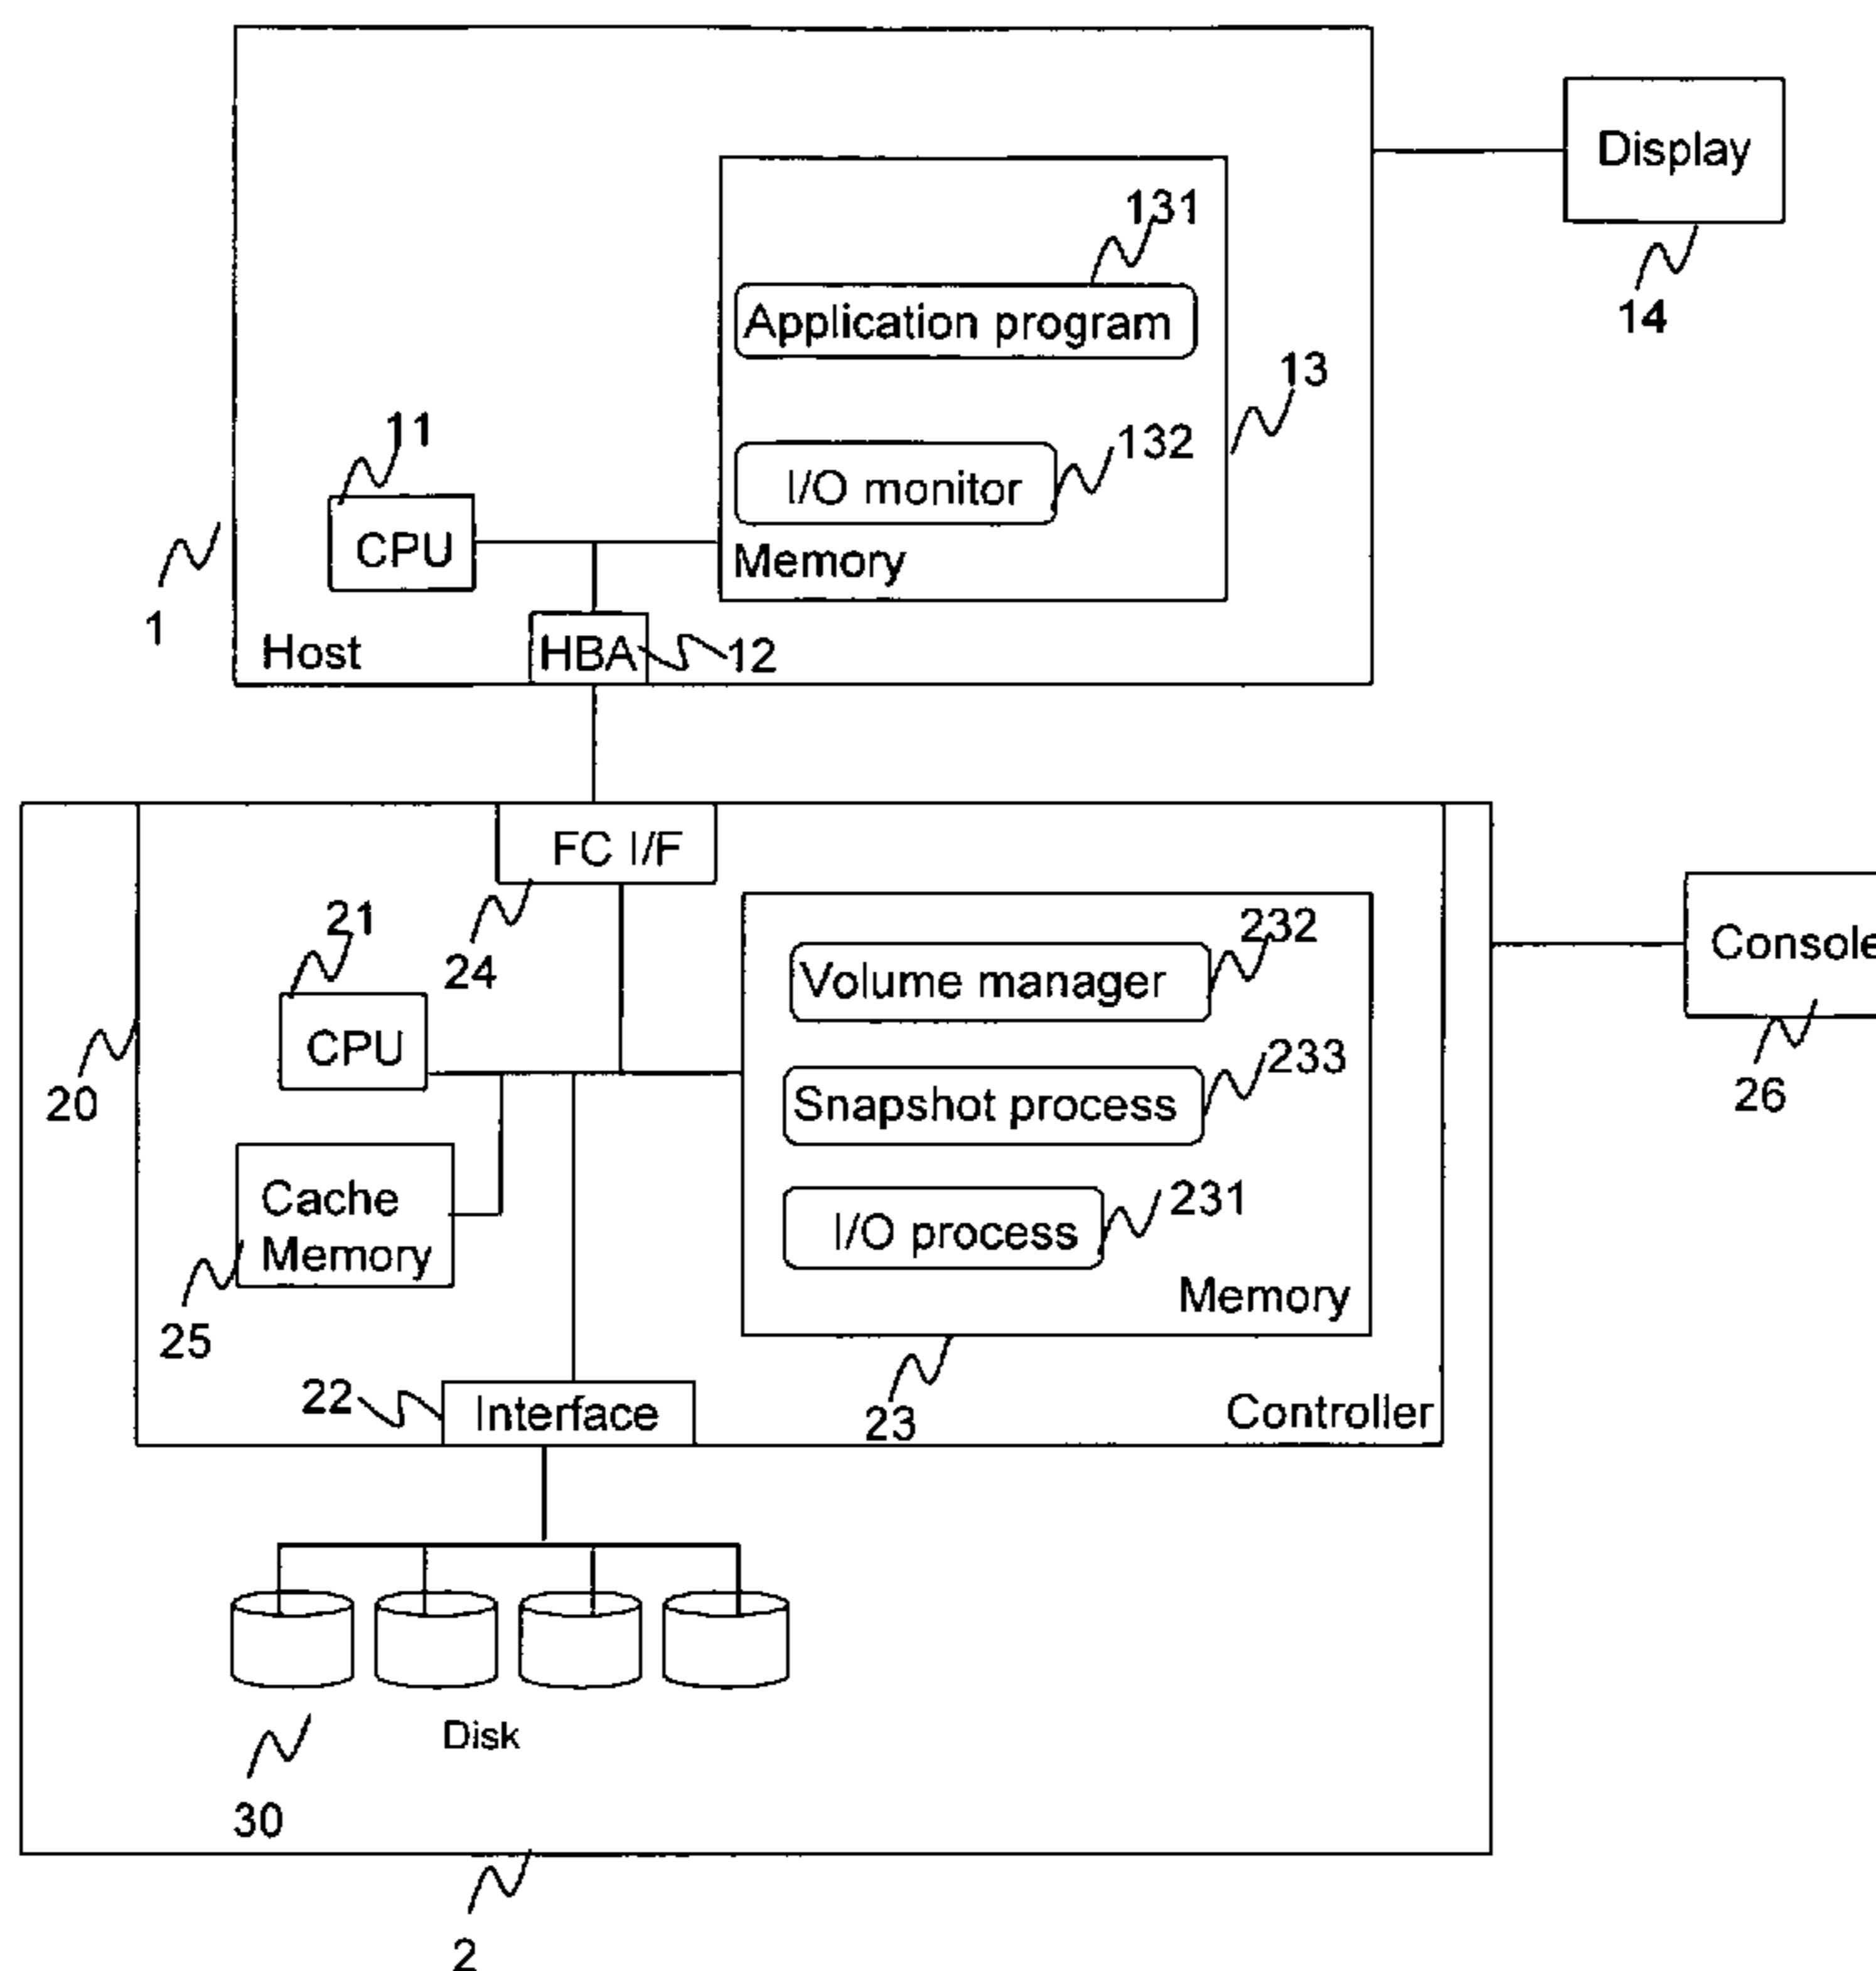 Display
14
131
Application program
13
132
I/O monitor
11
CPU
Memory
1
Host
HBA
12
FC I/F
24
21
CPU
20
232
Volume manager
Console
26
233
Snapshot process
Cache
Memory
25
231
I/O process
Memory
22
Interface
23
Controller
Disk
30
2